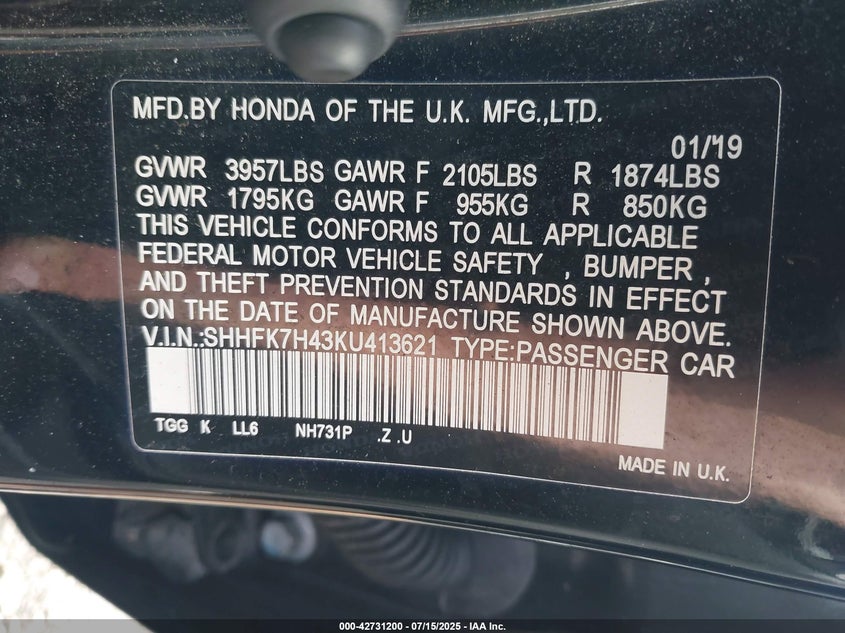 MFD.BY HONDA OF THE U.K. MFG.,LTD.
01/'19
GVWR 3957LBS GAWR F 2105LBS R 1874LBS
GVWR 1795KG GAWR F 955KG R 850KG
THIS VEHICLE CONFORMS TO ALL APPLICABLE
FEDERAL MOTOR VEHICLE SAFETY , BUMPER ,
AND THEFT PREVENTION STANDARDS IN EFFECT
ON THE DATE OF MANUFACTURE SHOWN ABOVE.
V.I.N.:SHHFK7H43KU413621 TYPE:PASSENGER CAR
TGG K LL6 NH731P .Z .U
MADE IN U.K.
000-42731200 - 07/15/2025 - IAA Inc.